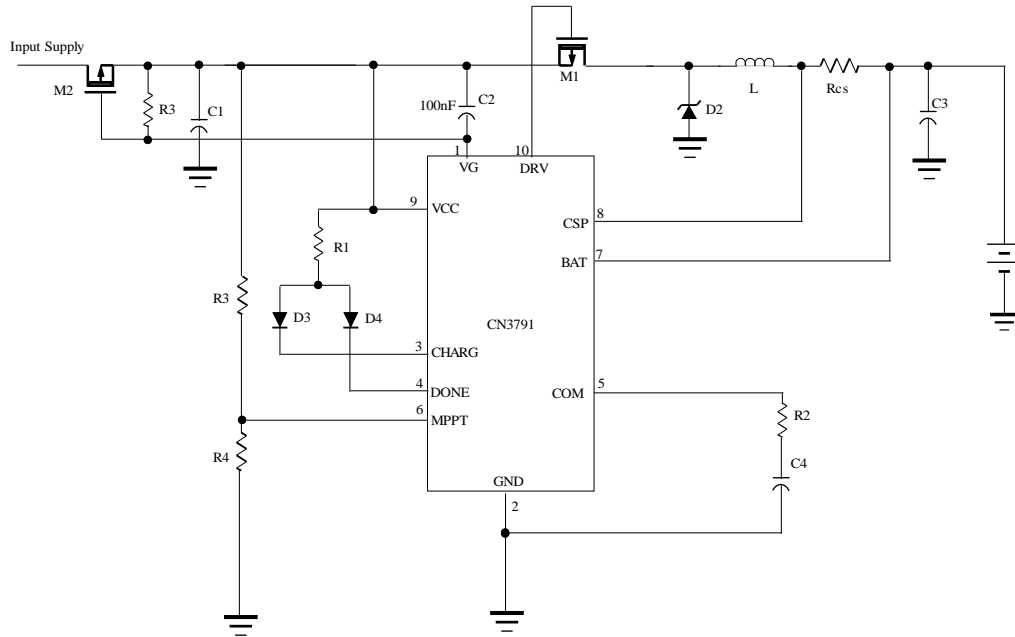 Input Supply
M2
R3
C1
100nF
C2
M1
L
Rcs
D2
C3
1
VG
10
DRV
9
VCC
8
CSP
R1
7
BAT
R3
D3
D4
CN3791
3
CHARG
4
DONE
5
COM
6
MPPT
R2
R4
C4
GND
2